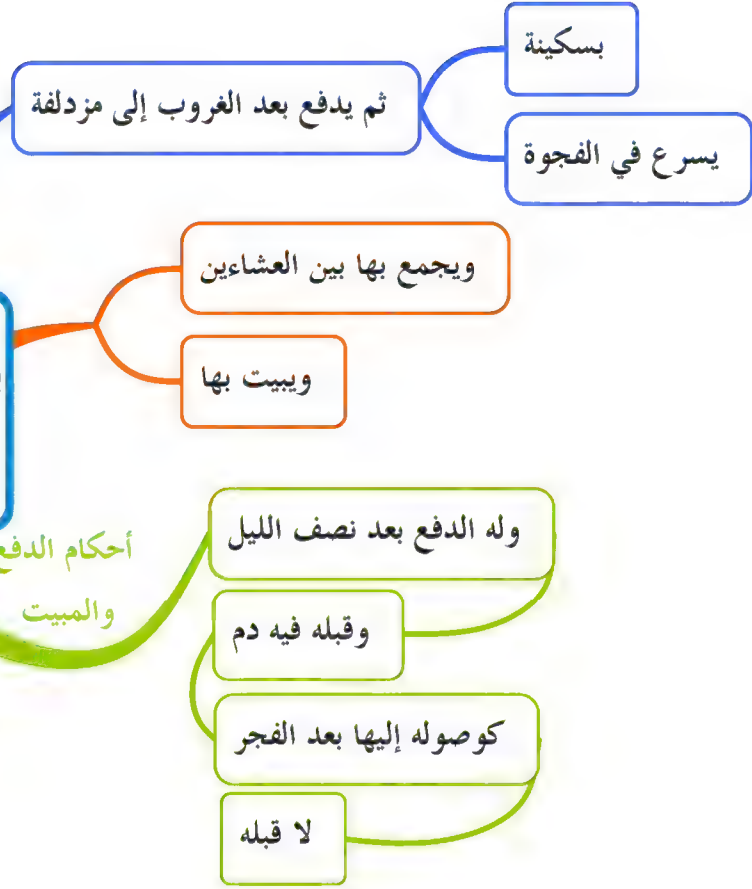 بسكينة
ثم يدفع بعد الغروب إلى مزدلفة
يسرع في الفجوة
ويجمع بها بين العشاءين
ويبيت بها
وله الدفع بعد نصف الليل
أحكام الدفع
والمبيت
وقبله فيه دم
كوصوله إليها بعد الفجر
لا قبله